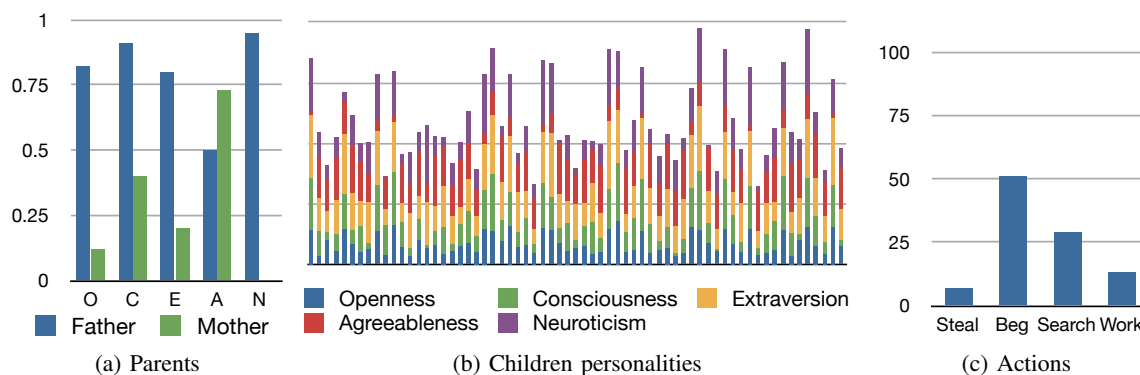 1
0.75
0.5
0.25
0
O C E A N
Father Mother
(a) Parents
Openness Consciousness Extraversion
Agreeableness Neuroticism
(b) Children personalities
100
75
50
25
0
Steal Beg Search Work
(c) Actions